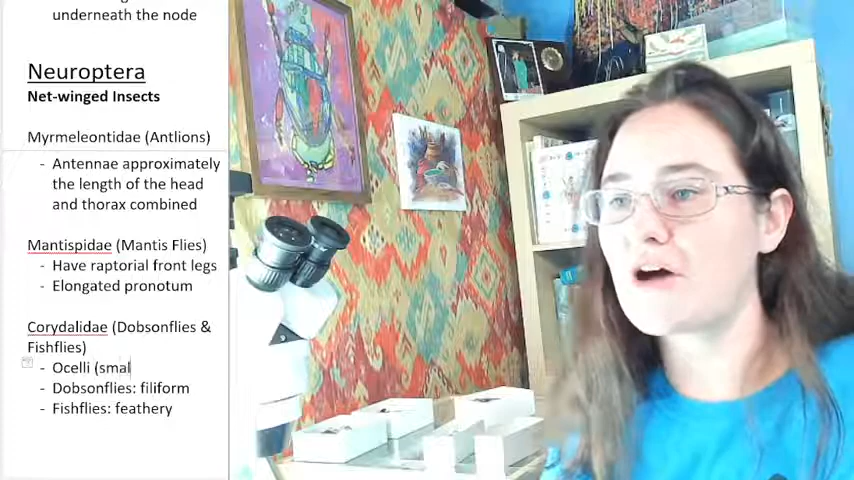 underneath the node
Neuroptera
Net-winged Insects
Myrmeleontidae (Antlions)
- Antennae approximately
the length of the head
and thorax combined
Mantispidae (Mantis Flies)
- Have raptorial front legs
- Elongated pronotum
Corydalidae (Dobsonflies &
Fishflies)
- Ocelli (smal
- Dobsonflies: filiform
- Fishflies: feathery